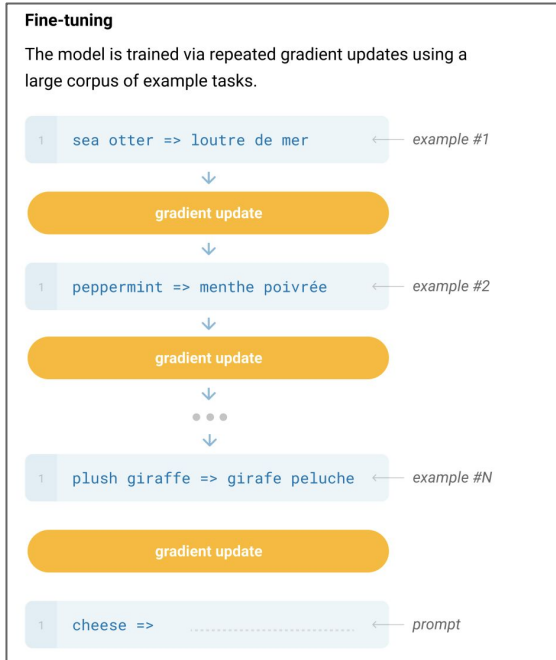 Fine-tuning
The model is trained via repeated gradient updates using a
large corpus of example tasks.
1 sea otter => loutre de mer example #1
gradient update
1 peppermint => menthe poivrée example #2
gradient update
1 plush giraffe => girafe peluche example #N
gradient update
1 cheese => prompt